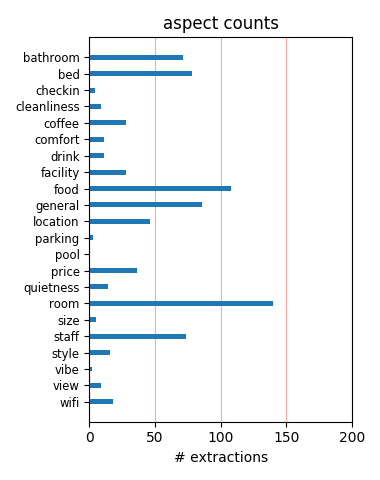 aspect counts
bathroom
bed
checkin
cleanliness
coffee
comfort
drink
facility
food
general
location
parking
pool
price
quietness
room
size
staff
style
vibe
view
wifi
0 50 100 150 200
# extractions